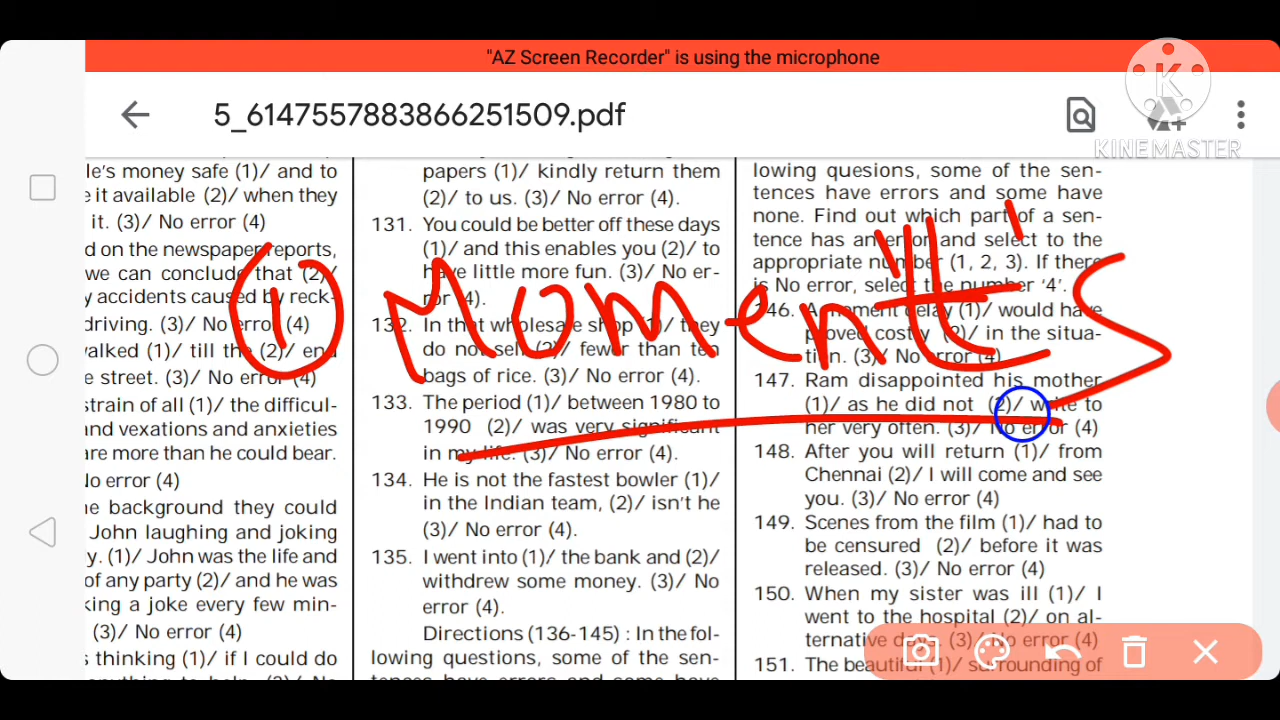 "AZ Screen Recorder" is using the microphone
5_6147557883866251509.pdf
KINEMASTER
le's money safe (1)/ and to
e it available (2)/ when they
it. (3)/ No error (4)
d on the newspaper reports,
we can conclude that (2)/
y accidents caused by reck-
driving. (3)/ No error (4)
walked (1)/ till the (2)/ end
e street. (3)/ No error (4)
strain of all (1)/ the difficul-
and vexations and anxieties
are more than he could bear.
No error (4)
ne background they could
John laughing and joking
y. (1)/ John was the life and
of any party (2)/ and he was
king a joke every few min-
(3)/ No error (4)
s thinking (1)/ if I could do
papers (1)/ kindly return them
(2)/ to us. (3)/ No error (4).
131. You could be better off these days
(1)/ and this enables you (2)/ to
have little more fun. (3)/ No er-
ror (4).
132. In that wholesale shop (1)/ they
do not sell (2)/ fewer than ten
bags of rice. (3)/ No error (4).
133. The period (1)/ between 1980 to
1990 (2)/ was very significant
in my life. (3)/ No error (4).
134. He is not the fastest bowler (1)/
in the Indian team, (2)/ isn't he
(3)/ No error (4).
135. I went into (1)/ the bank and (2)/
withdrew some money. (3)/ No
error (4).
Directions (136-145) : In the fol-
lowing questions, some of the sen-
lowing quesions, some of the sen-
tences have errors and some have
none. Find out which part of a sen-
tence has an error and select to the
appropriate number (1, 2, 3). If there
is No error, select the number '4'.
146. A moment delay (1)/ would have
proved costly (2)/ in the situa-
tion. (3)/ No error (4)
147. Ram disappointed his mother
(1)/ as he did not (2)/ write to
her very often. (3)/ No error (4)
148. After you will return (1)/ from
Chennai (2)/ I will come and see
you. (3)/ No error (4)
149. Scenes from the film (1)/ had to
be censured (2)/ before it was
released. (3)/ No error (4)
150. When my sister was ill (1)/ I
went to the hospital (2)/ on al-
ternative days. (3)/ No error (4)
151. The beautiful (1)/ surrounding of
1 Moment's